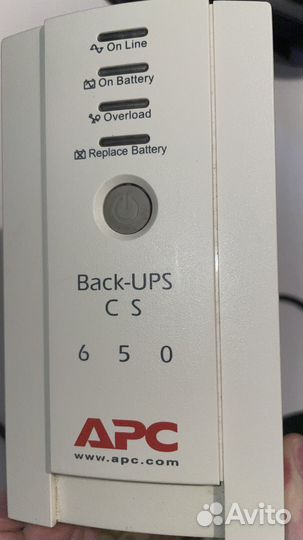 On Line
On Battery
Overload
Replace Battery
Back-UPS
C S
6 5 0
APC
www.apc.com
Avito